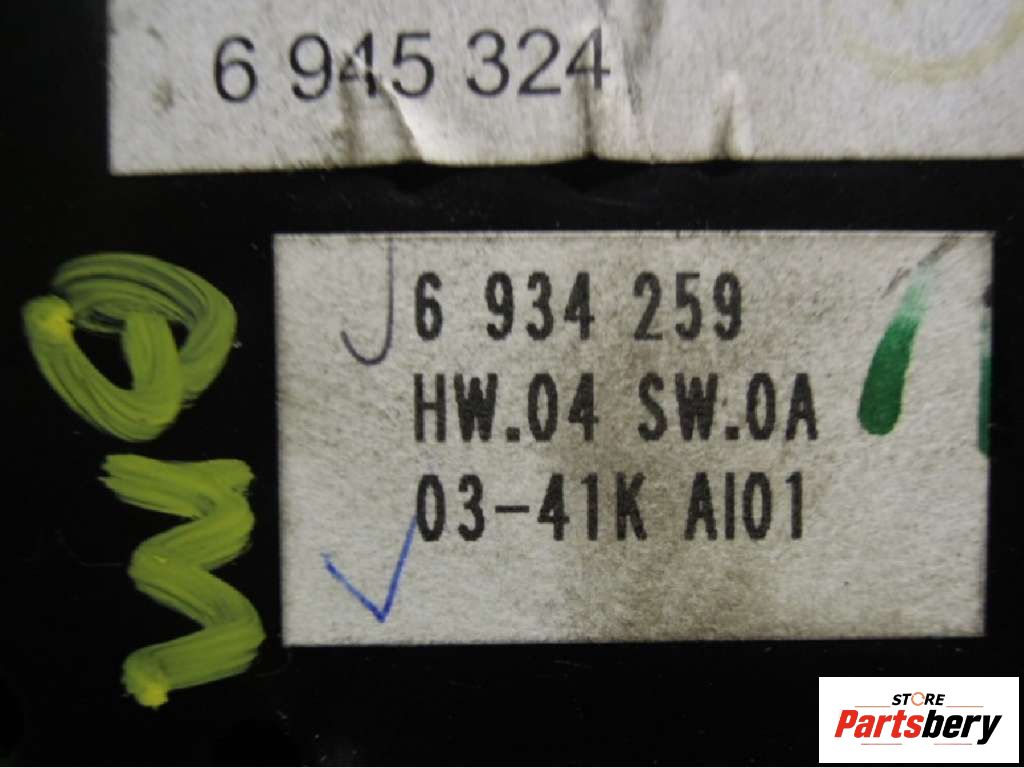 6 945 324
6 934 259
HW.04 SW.0A
03-41K AI01
STORE
Partsbery